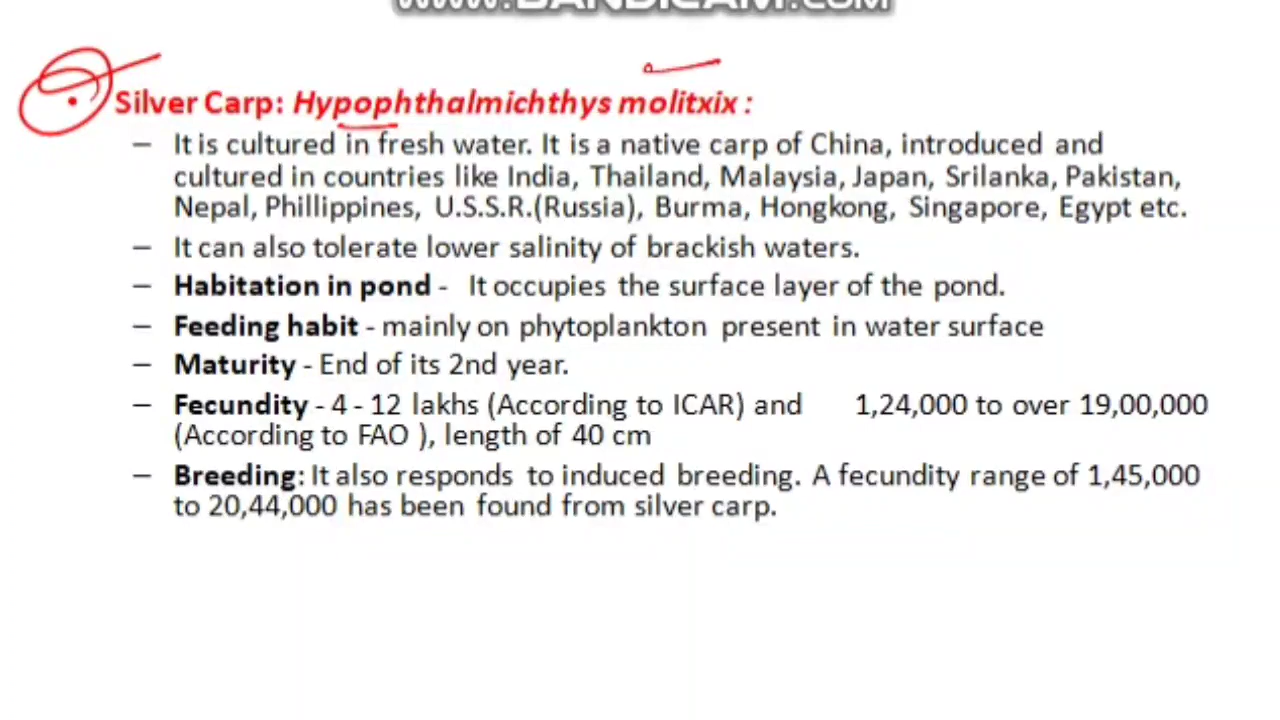 www.BANDICAM.com
Silver Carp: Hypophthalmichthys molitxix :
– It is cultured in fresh water. It is a native carp of China, introduced and
cultured in countries like India, Thailand, Malaysia, Japan, Srilanka, Pakistan,
Nepal, Phillippines, U.S.S.R.(Russia), Burma, Hongkong, Singapore, Egypt etc.
– It can also tolerate lower salinity of brackish waters.
– Habitation in pond - It occupies the surface layer of the pond.
– Feeding habit - mainly on phytoplankton present in water surface
– Maturity - End of its 2nd year.
– Fecundity - 4 - 12 lakhs (According to ICAR) and 1,24,000 to over 19,00,000
(According to FAO ), length of 40 cm
– Breeding: It also responds to induced breeding. A fecundity range of 1,45,000
to 20,44,000 has been found from silver carp.